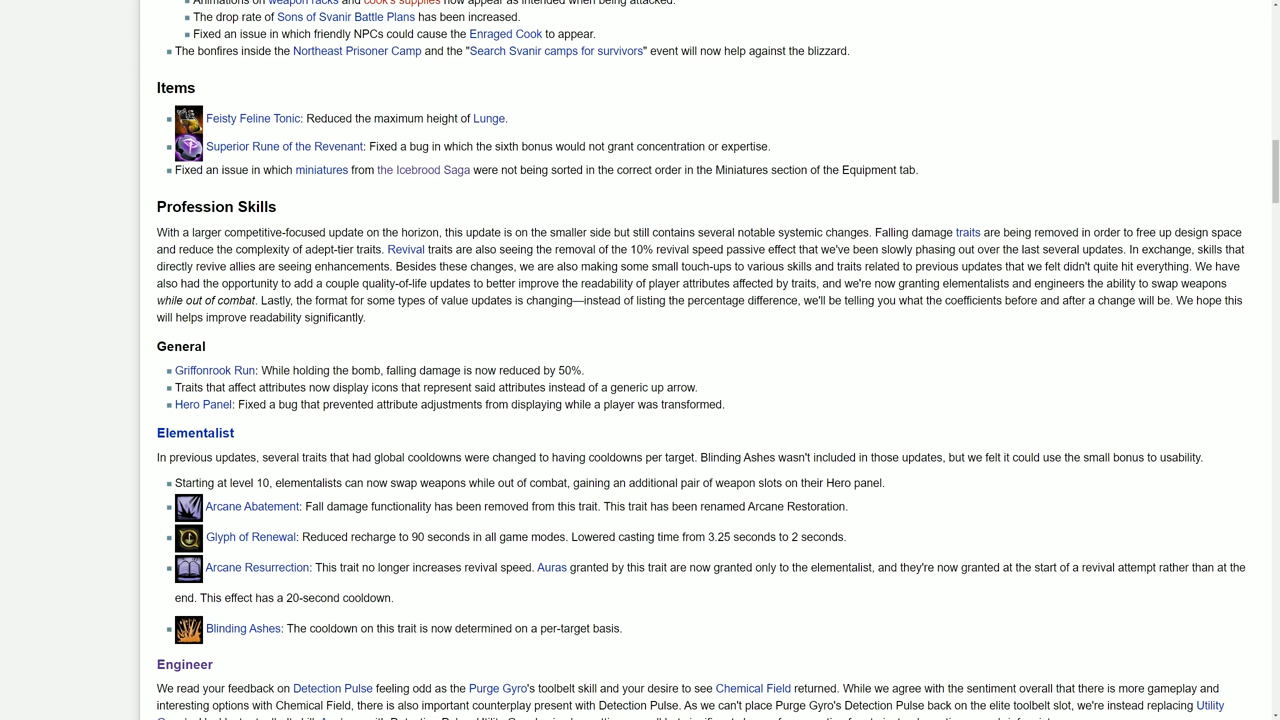 Animations on weapon racks and cook's supplies now appear as intended when being attacked.
The drop rate of Sons of Svanir Battle Plans has been increased.
Fixed an issue in which friendly NPCs could cause the Enraged Cook to appear.
The bonfires inside the Northeast Prisoner Camp and the "Search Svanir camps for survivors" event will now help against the blizzard.
Items
Feisty Feline Tonic: Reduced the maximum height of Lunge.
Superior Rune of the Revenant: Fixed a bug in which the sixth bonus would not grant concentration or expertise.
Fixed an issue in which miniatures from the Icebrood Saga were not being sorted in the correct order in the Miniatures section of the Equipment tab.
Profession Skills
With a larger competitive-focused update on the horizon, this update is on the smaller side but still contains several notable systemic changes. Falling damage traits are being removed in order to free up design space
and reduce the complexity of adept-tier traits. Revival traits are also seeing the removal of the 10% revival speed passive effect that we've been slowly phasing out over the last several updates. In exchange, skills that
directly revive allies are seeing enhancements. Besides these changes, we are also making some small touch-ups to various skills and traits related to previous updates that we felt didn't quite hit everything. We have
also had the opportunity to add a couple quality-of-life updates to better improve the readability of player attributes affected by traits, and we're now granting elementalists and engineers the ability to swap weapons
while out of combat. Lastly, the format for some types of value updates is changing—instead of listing the percentage difference, we'll be telling you what the coefficients before and after a change will be. We hope this
will helps improve readability significantly.
General
Griffonrook Run: While holding the bomb, falling damage is now reduced by 50%.
Traits that affect attributes now display icons that represent said attributes instead of a generic up arrow.
Hero Panel: Fixed a bug that prevented attribute adjustments from displaying while a player was transformed.
Elementalist
In previous updates, several traits that had global cooldowns were changed to having cooldowns per target. Blinding Ashes wasn't included in those updates, but we felt it could use the small bonus to usability.
Starting at level 10, elementalists can now swap weapons while out of combat, gaining an additional pair of weapon slots on their Hero panel.
Arcane Abatement: Fall damage functionality has been removed from this trait. This trait has been renamed Arcane Restoration.
Glyph of Renewal: Reduced recharge to 90 seconds in all game modes. Lowered casting time from 3.25 seconds to 2 seconds.
Arcane Resurrection: This trait no longer increases revival speed. Auras granted by this trait are now granted only to the elementalist, and they're now granted at the start of a revival attempt rather than at the
end. This effect has a 20-second cooldown.
Blinding Ashes: The cooldown on this trait is now determined on a per-target basis.
Engineer
We read your feedback on Detection Pulse feeling odd as the Purge Gyro's toolbelt skill and your desire to see Chemical Field returned. While we agree with the sentiment overall that there is more gameplay and
interesting options with Chemical Field, there is also important counterplay present with Detection Pulse. As we can't place Purge Gyro's Detection Pulse back on the elite toolbelt slot, we're instead replacing Utility